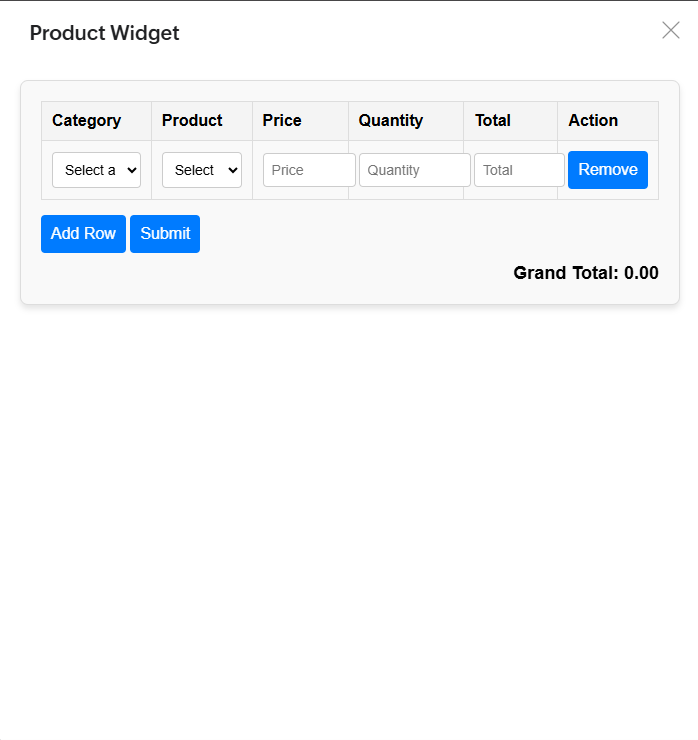 Product Widget
Category Product Price Quantity Total Action
Select a Select Price Quantity Total Remove
Add Row Submit
Grand Total: 0.00